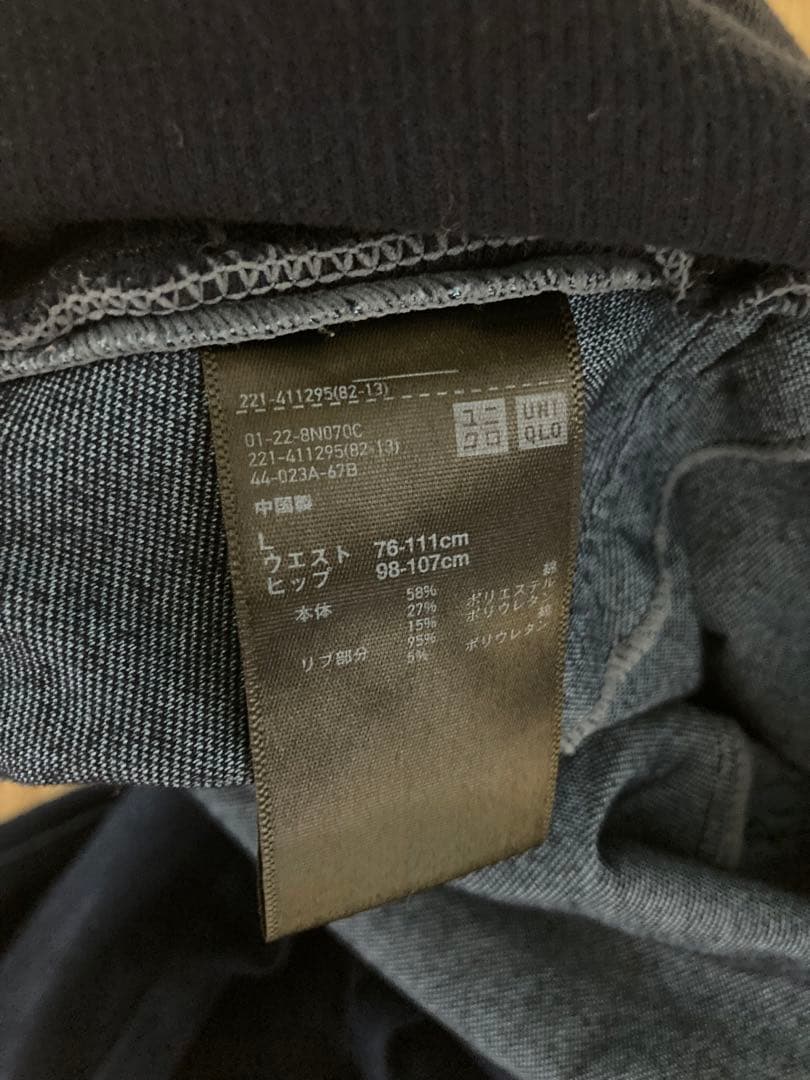 221-411295(82-13)
ユニ
クロ
UNI
QLO
01-22-8N070C
221-411295(82-13)
44-023A-67B
中国製
L
ウエスト 76-111cm
ヒップ 98-107cm
本体 58% 綿
27% ポリエステル
15% ポリウレタン
リブ部分 95% 綿
5% ポリウレタン